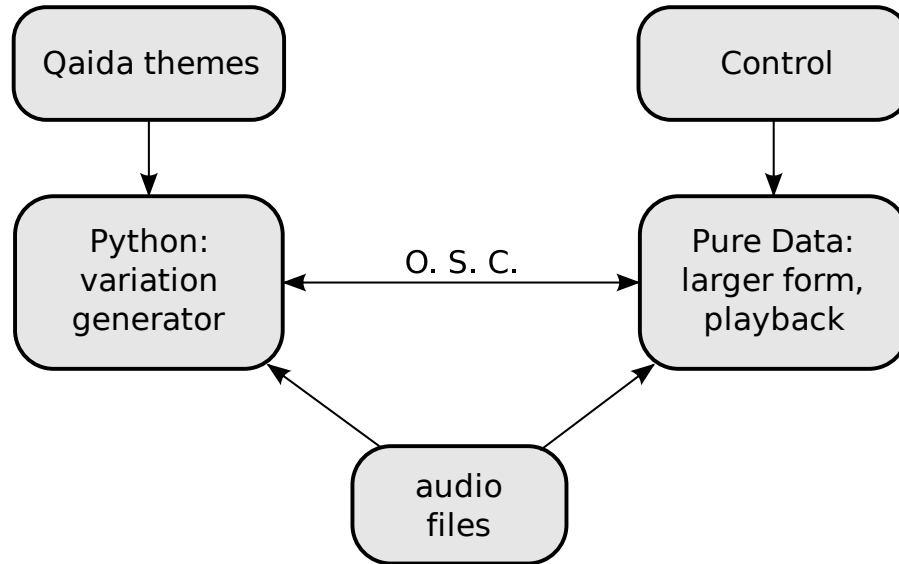 Qaida themes
Control
Python:
variation
generator
O. S. C.
Pure Data:
larger form,
playback
audio
files